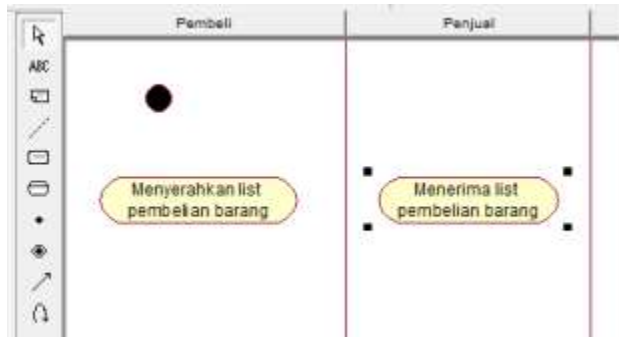 Pembeli
Penjual
ABC
Menyerahkan list
pembelian barang
Menerima list
pembelian barang